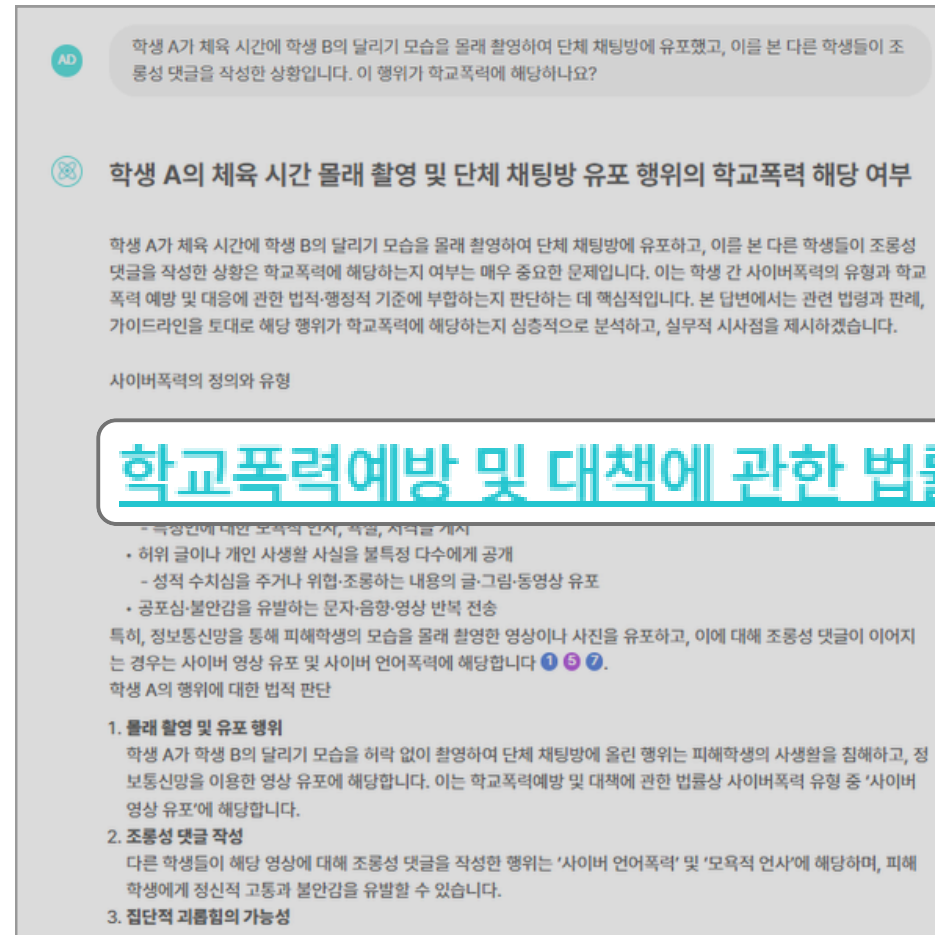 AD
학생 A가 체육 시간에 학생 B의 달리기 모습을 몰래 촬영하여 단체 채팅방에 유포했고, 이를 본 다른 학생들이 조
롱성 댓글을 작성한 상황입니다. 이 행위가 학교폭력에 해당하나요?
학생 A의 체육 시간 몰래 촬영 및 단체 채팅방 유포 행위의 학교폭력 해당 여부
학생 A가 체육 시간에 학생 B의 달리기 모습을 몰래 촬영하여 단체 채팅방에 유포하고, 이를 본 다른 학생들이 조롱성
댓글을 작성한 상황은 학교폭력에 해당하는지 여부는 매우 중요한 문제입니다. 이는 학생 간 사이버폭력의 유형과 학교
폭력 예방 및 대응에 관한 법적·행정적 기준에 부합하는지 판단하는 데 핵심적입니다. 본 답변에서는 관련 법령과 판례,
가이드라인을 토대로 해당 행위가 학교폭력에 해당하는지 심층적으로 분석하고, 실무적 시사점을 제시하겠습니다.
사이버폭력의 정의와 유형
학교폭력예방 및 대책에 관한 법률
- 특정인에 대한 모욕적 언사, 욕설, 게시
• 허위 글이나 개인 사생활 사실을 불특정 다수에게 공개
- 성적 수치심을 주거나 위협·조롱하는 내용의 글·그림·동영상 유포
• 공포심·불안감을 유발하는 문자·음향·영상 반복 전송
특히, 정보통신망을 통해 피해학생의 모습을 몰래 촬영한 영상이나 사진을 유포하고, 이에 대해 조롱성 댓글이 이어지
는 경우는 사이버 영상 유포 및 사이버 언어폭력에 해당합니다 1 5 7.
학생 A의 행위에 대한 법적 판단
1. 몰래 촬영 및 유포 행위
학생 A가 학생 B의 달리기 모습을 허락 없이 촬영하여 단체 채팅방에 올린 행위는 피해학생의 사생활을 침해하고, 정
보통신망을 이용한 영상 유포에 해당합니다. 이는 학교폭력예방 및 대책에 관한 법률상 사이버폭력 유형 중 ‘사이버
영상 유포’에 해당합니다.
2. 조롱성 댓글 작성
다른 학생들이 해당 영상에 대해 조롱성 댓글을 작성한 행위는 ‘사이버 언어폭력’ 및 ‘모욕적 언사’에 해당하며, 피해
학생에게 정신적 고통과 불안감을 유발할 수 있습니다.
3. 집단적 괴롭힘의 가능성